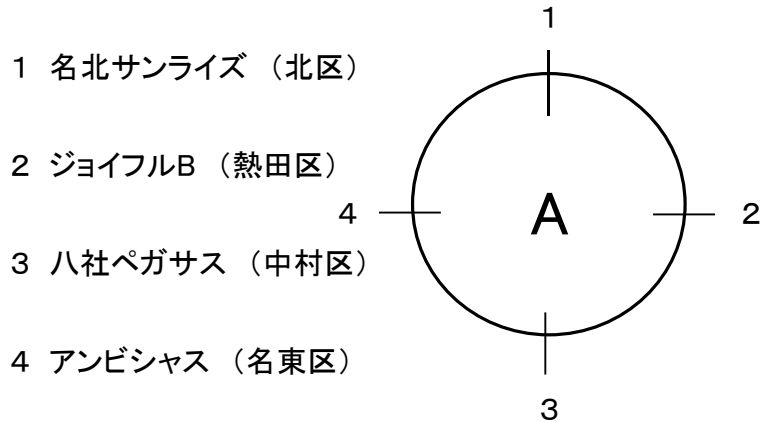 1 名北サンライズ （北区）
2 ジョイフルB （熱田区）
3 八社ペガサス （中村区）
4 アンビシャス （名東区）
1
4
A
2
3